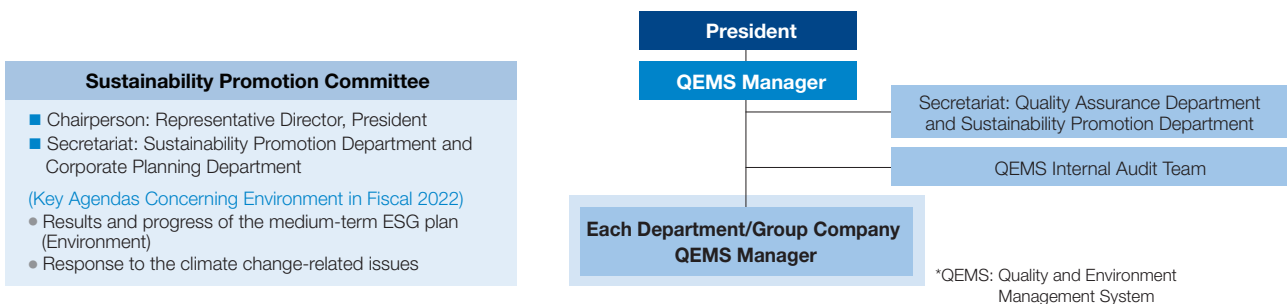 Sustainability Promotion Committee
■ Chairperson: Representative Director, President
■ Secretariat: Sustainability Promotion Department and
Corporate Planning Department
(Key Agendas Concerning Environment in Fiscal 2022)
● Results and progress of the medium-term ESG plan
(Environment)
● Response to the climate change-related issues
President
QEMS Manager
Secretariat: Quality Assurance Department
and Sustainability Promotion Department
QEMS Internal Audit Team
Each Department/Group Company
QEMS Manager
*QEMS: Quality and Environment
Management System